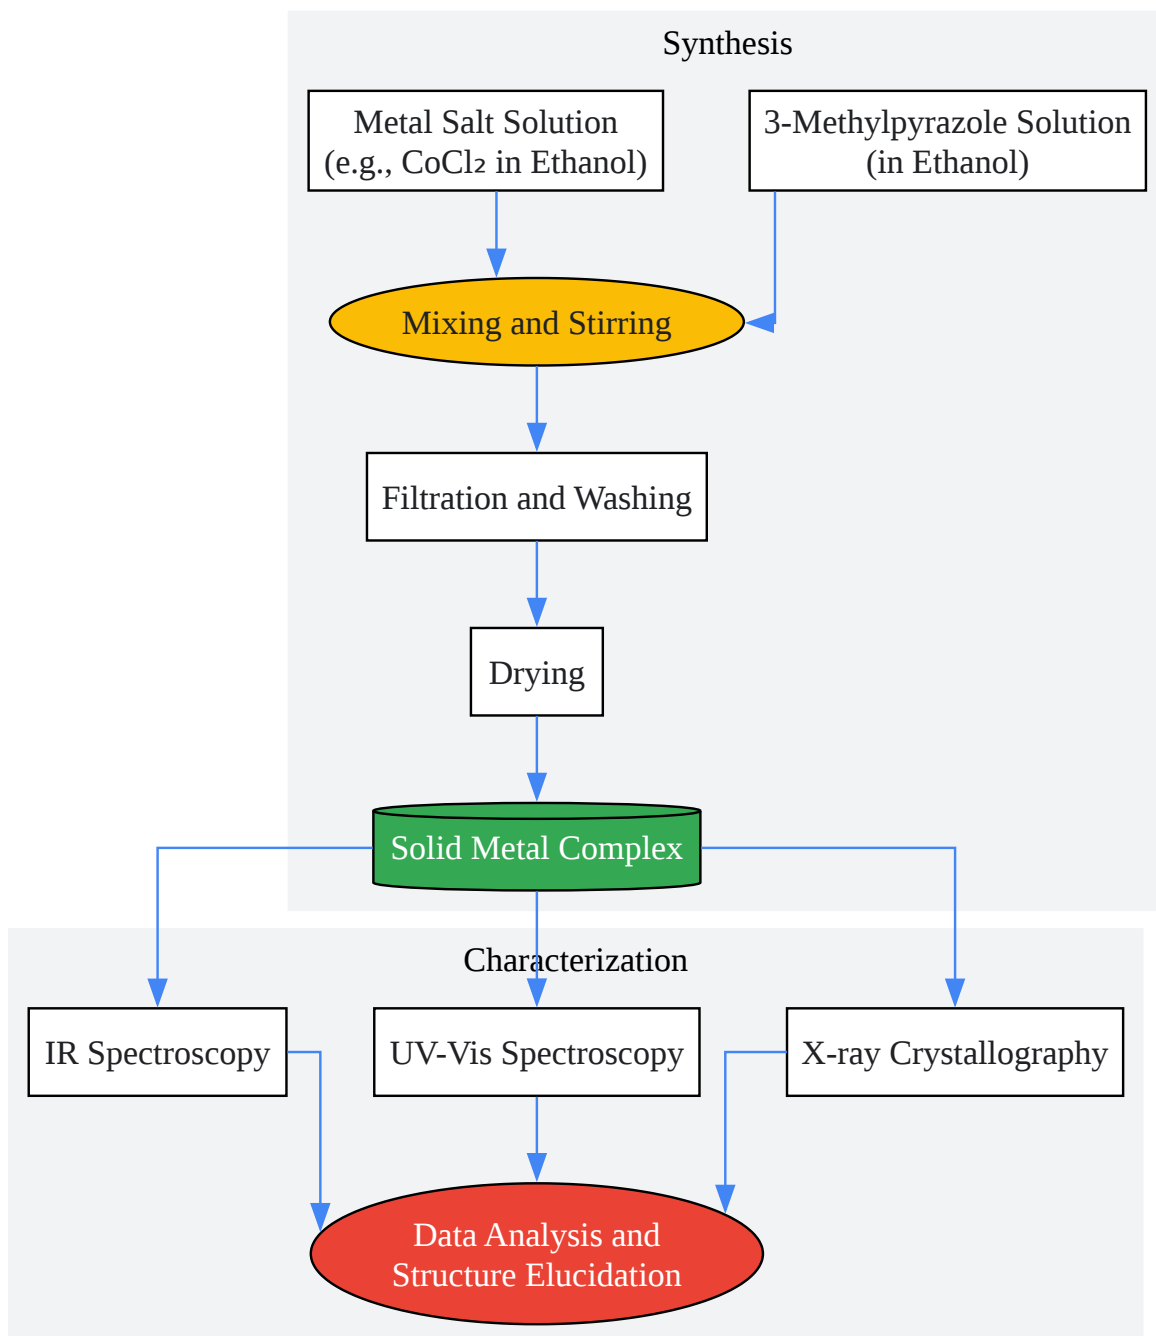 Synthesis
Metal Salt Solution
(e.g., CoCl₂ in Ethanol)
3-Methylpyrazole Solution
(in Ethanol)
Mixing and Stirring
Filtration and Washing
Drying
Solid Metal Complex
Characterization
IR Spectroscopy
UV-Vis Spectroscopy
X-ray Crystallography
Data Analysis and
Structure Elucidation